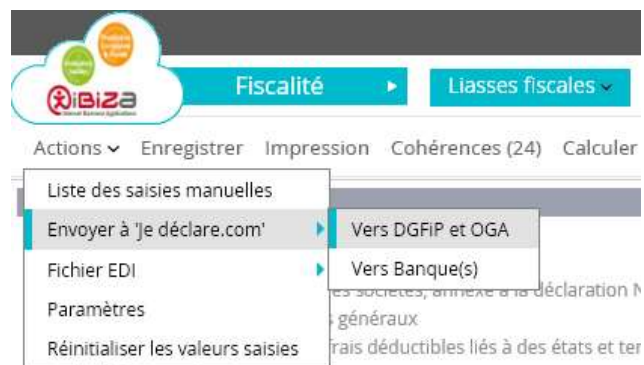 iBiZa
Fiscalité
Liasses fiscales
Actions Enregistrer Impression Cohérences (24) Calculer
Liste des saisies manuelles
Envoyer à 'Je déclare.com'
Vers DGFiP et OGA
Fichier EDI
Vers Banque(s)
sociétés, annexe à la déclaration N
Paramètres
généraux
Réinitialiser les valeurs saisies
frais déductibles liés à des états et